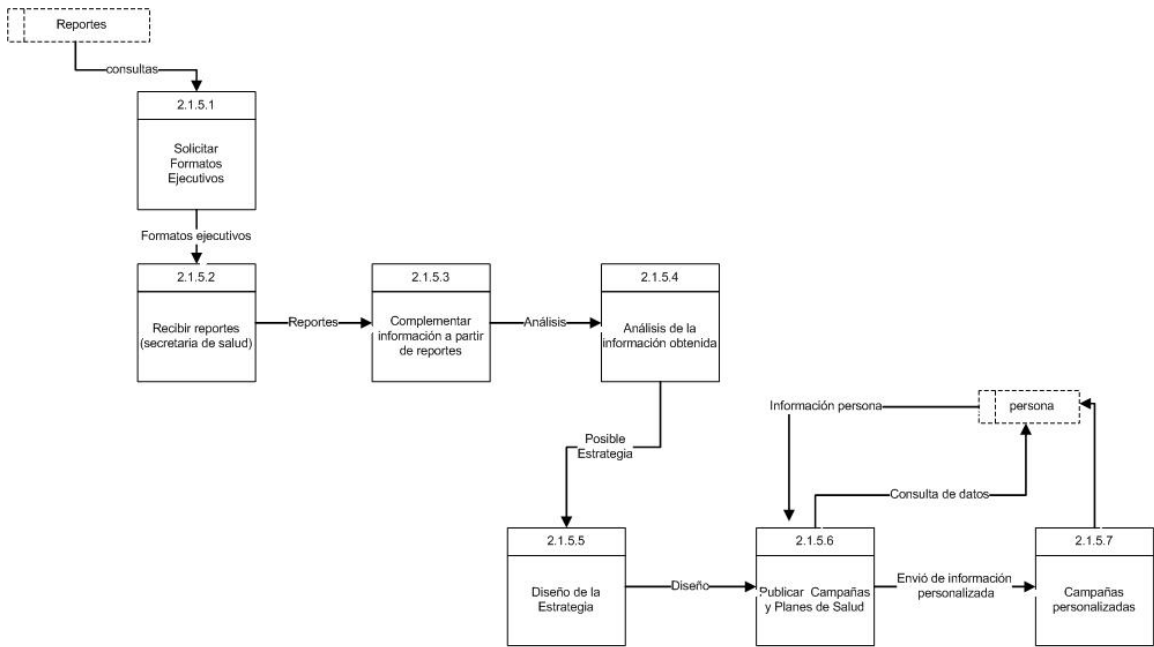 Reportes
consultas
2.1.5.1
Solicitar
Formatos
Ejecutivos
Formatos ejecutivos
2.1.5.2
Recibir reportes
(secretaria de salud)
Reportes
2.1.5.3
Complementar
información a partir
de reportes
Análisis
2.1.5.4
Análisis de la
información obtenida
Posible
Estrategia
Información persona
persona
Consulta de datos
2.1.5.5
Diseño de la
Estrategia
Diseño
2.1.5.6
Publicar Campañas
y Planes de Salud
Envió de información
personalizada
2.1.5.7
Campañas
personalizadas